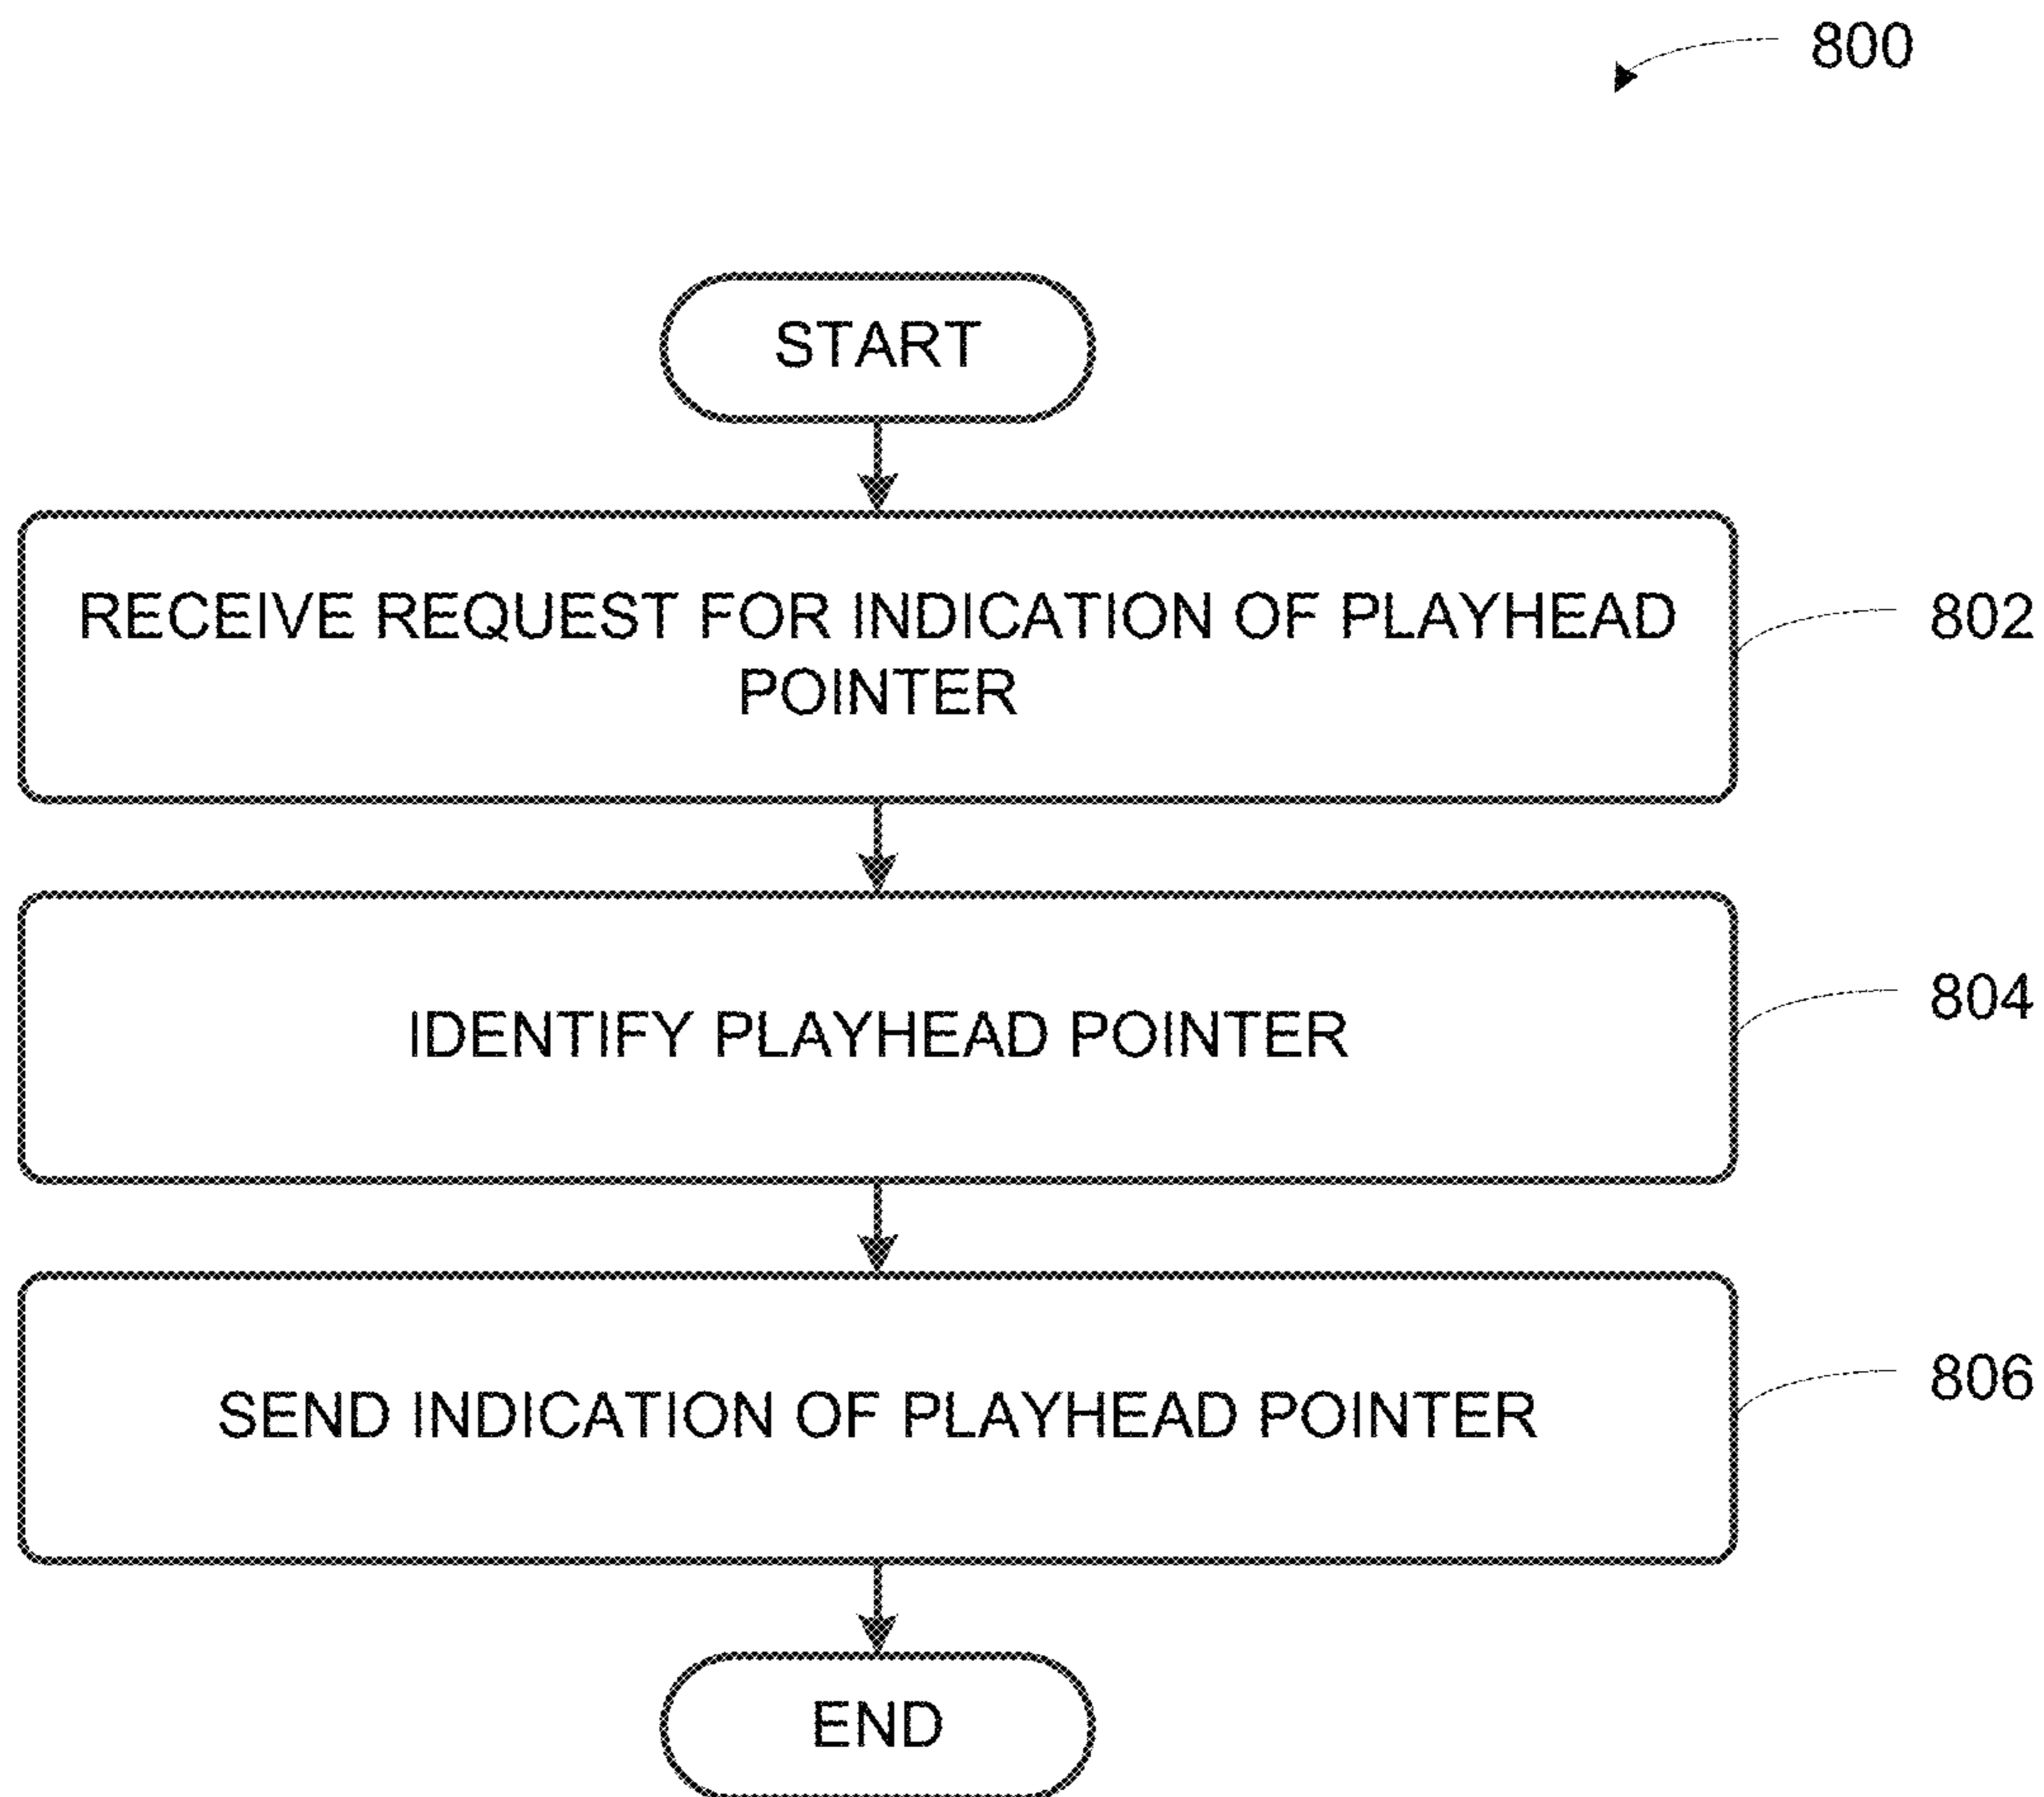 800
START
RECEIVE REQUEST FOR INDICATION OF PLAYHEAD
POINTER
802
IDENTIFY PLAYHEAD POINTER
804
SEND INDICATION OF PLAYHEAD POINTER
806
END